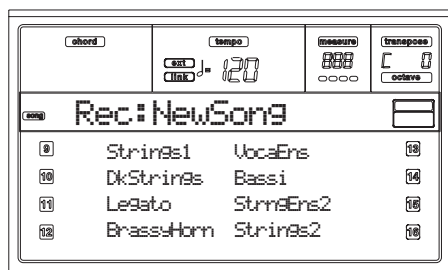 chord tempo measure transpose
ext link ♩= 120 888 C 0
octave
song Rec:NewSong
9 Strings1 VocaEns 13
10 DkStrings Bassi 14
11 Legato StrngEns2 15
12 BrassyHorn Strings2 16